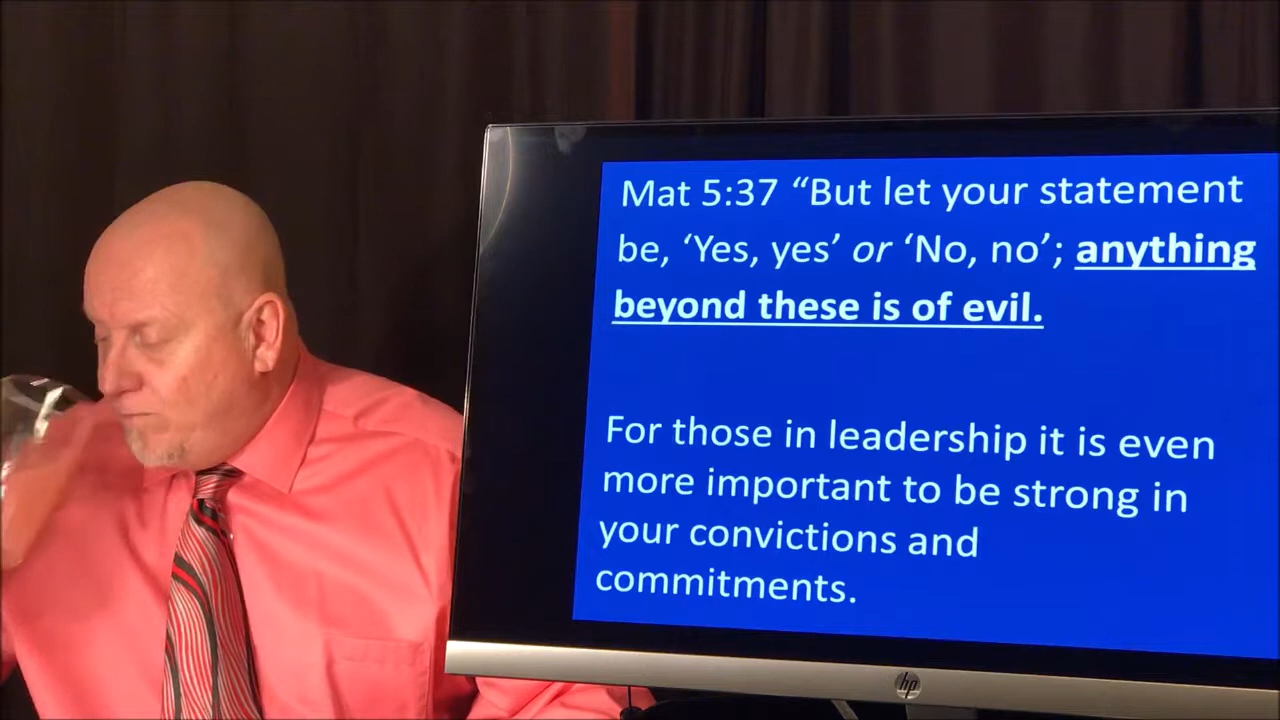 Mat 5:37 “But let your statement
be, ‘Yes, yes’ or ‘No, no’; anything
beyond these is of evil.
For those in leadership it is even
more important to be strong in
your convictions and
commitments.
hp